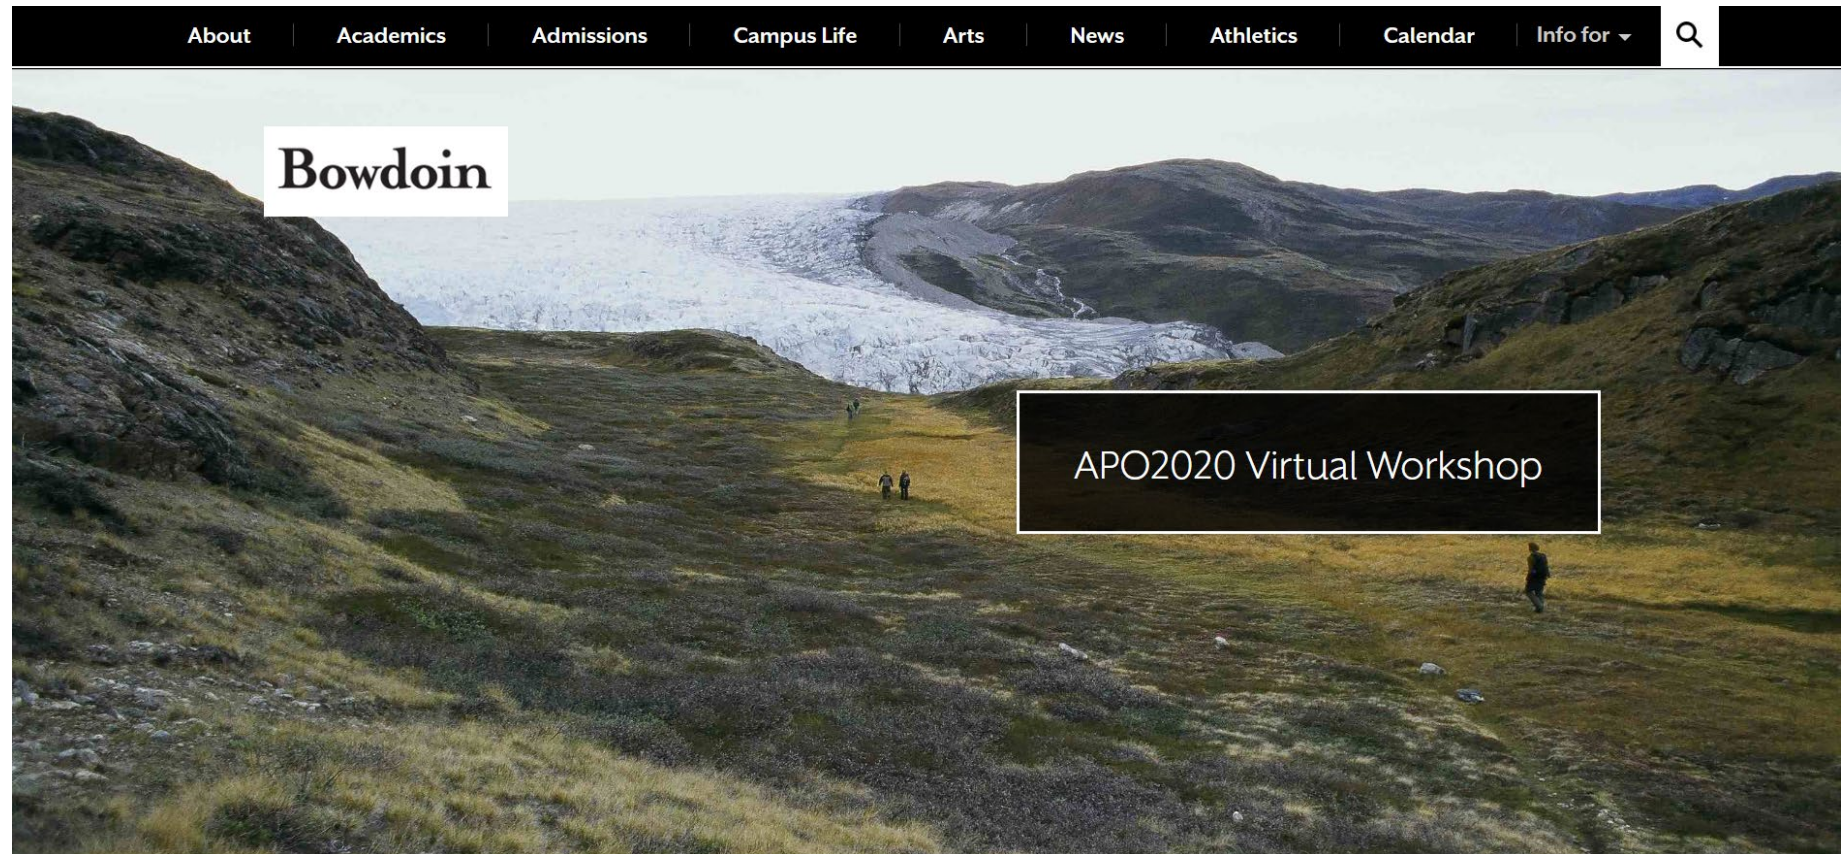 About Academics Admissions Campus Life Arts News Athletics Calendar Info for
Bowdoin
APO2020 Virtual Workshop